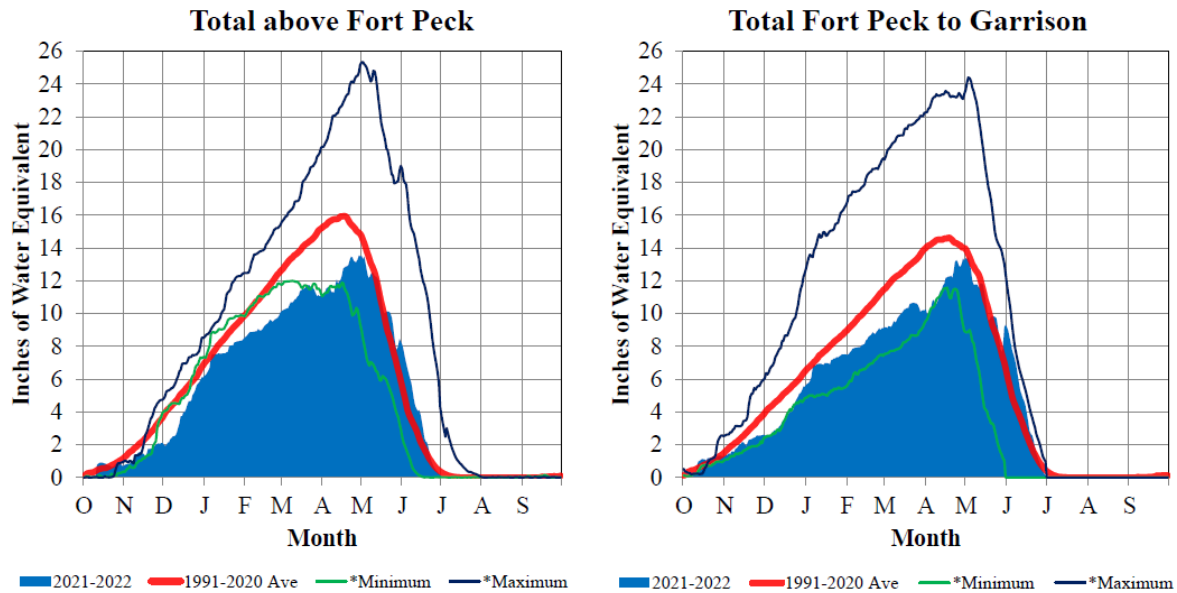 Total above Fort Peck
26
24
22
20
18
16
14
12
10
8
6
4
2
0
Inches of Water Equivalent
O N D J F M A M J J A S
Month
2021-2022 1991-2020 Ave *Minimum *Maximum
Total Fort Peck to Garrison
26
24
22
20
18
16
14
12
10
8
6
4
2
0
Inches of Water Equivalent
O N D J F M A M J J A S
Month
2021-2022 1991-2020 Ave *Minimum *Maximum